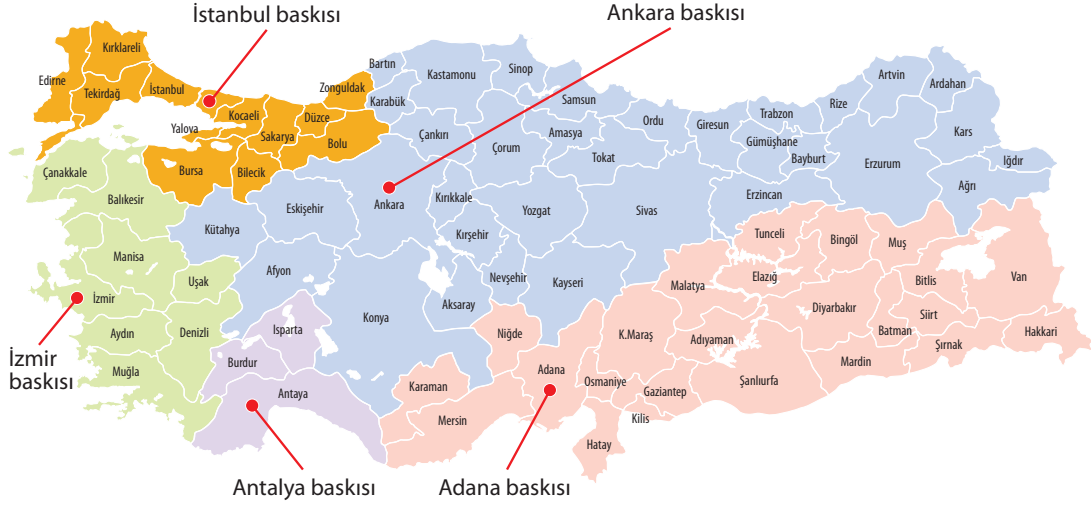 İstanbul baskısı
Ankara baskısı
Kırklareli
Edirne
Tekirdağ
İstanbul
Kocaeli
Yalova
Sakarya
Düzce
Zonguldak
Bolu
Bursa
Bilecik
Bartın
Karabük
Kastamonu
Sinop
Samsun
Çankırı
Çorum
Amasya
Tokat
Ordu
Giresun
Trabzon
Gümüşhane
Bayburt
Rize
Artvin
Ardahan
Kars
Iğdır
Ağrı
Erzurum
Erzincan
Sivas
Yozgat
Kırıkkale
Ankara
Kırşehir
Nevşehir
Kayseri
Aksaray
Eskişehir
Kütahya
Afyon
Konya
Çanakkale
Balıkesir
Manisa
Uşak
İzmir
Aydın
Denizli
Muğla
Isparta
Burdur
Antaya
Karaman
Mersin
Niğde
Adana
Osmaniye
K.Maraş
Gaziantep
Kilis
Hatay
Malatya
Adıyaman
Şanlıurfa
Tunceli
Elazığ
Bingöl
Muş
Diyarbakır
Bitlis
Siirt
Batman
Mardin
Şırnak
Van
Hakkari
İzmir
baskısı
Antalya baskısı
Adana baskısı